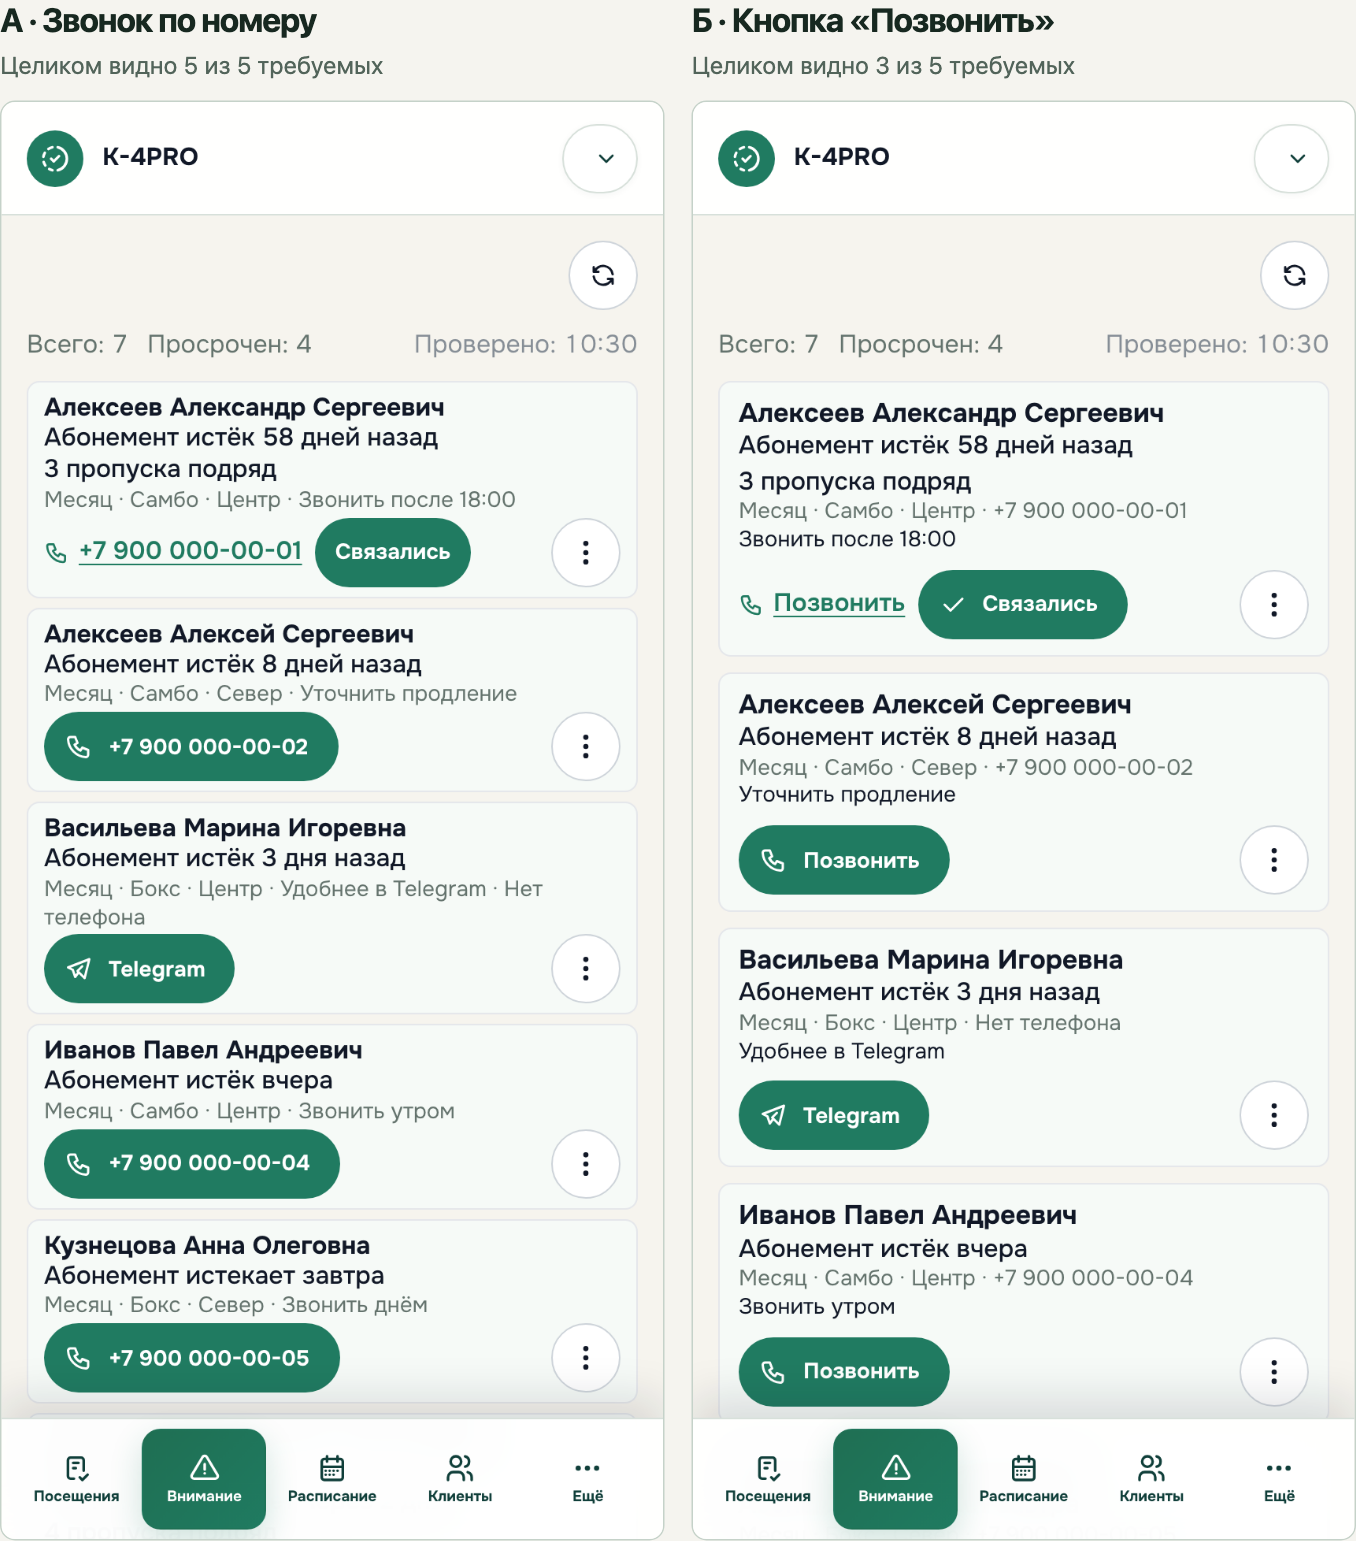 А · Звонок по номеру
Целиком видно 5 из 5 требуемых
K-4PRO
Всего: 7 Просрочен: 4 Проверено: 10:30
Алексеев Александр Сергеевич
Абонемент истёк 58 дней назад
3 пропуска подряд
Месяц · Самбо · Центр · Звонить после 18:00
+7 900 000-00-01 Связались
Алексеев Алексей Сергеевич
Абонемент истёк 8 дней назад
Месяц · Самбо · Север · Уточнить продление
+7 900 000-00-02
Васильева Марина Игоревна
Абонемент истёк 3 дня назад
Месяц · Бокс · Центр · Удобнее в Telegram · Нет
телефона
Telegram
Иванов Павел Андреевич
Абонемент истёк вчера
Месяц · Самбо · Центр · Звонить утром
+7 900 000-00-04
Кузнецова Анна Олеговна
Абонемент истекает завтра
Месяц · Бокс · Север · Звонить днём
+7 900 000-00-05
Посещения Внимание Расписание Клиенты Ещё
Б · Кнопка «Позвонить»
Целиком видно 3 из 5 требуемых
K-4PRO
Всего: 7 Просрочен: 4 Проверено: 10:30
Алексеев Александр Сергеевич
Абонемент истёк 58 дней назад
3 пропуска подряд
Месяц · Самбо · Центр · +7 900 000-00-01
Звонить после 18:00
Позвонить Связались
Алексеев Алексей Сергеевич
Абонемент истёк 8 дней назад
Месяц · Самбо · Север · +7 900 000-00-02
Уточнить продление
Позвонить
Васильева Марина Игоревна
Абонемент истёк 3 дня назад
Месяц · Бокс · Центр · Нет телефона
Удобнее в Telegram
Telegram
Иванов Павел Андреевич
Абонемент истёк вчера
Месяц · Самбо · Центр · +7 900 000-00-04
Звонить утром
Позвонить
Посещения Внимание Расписание Клиенты Ещё